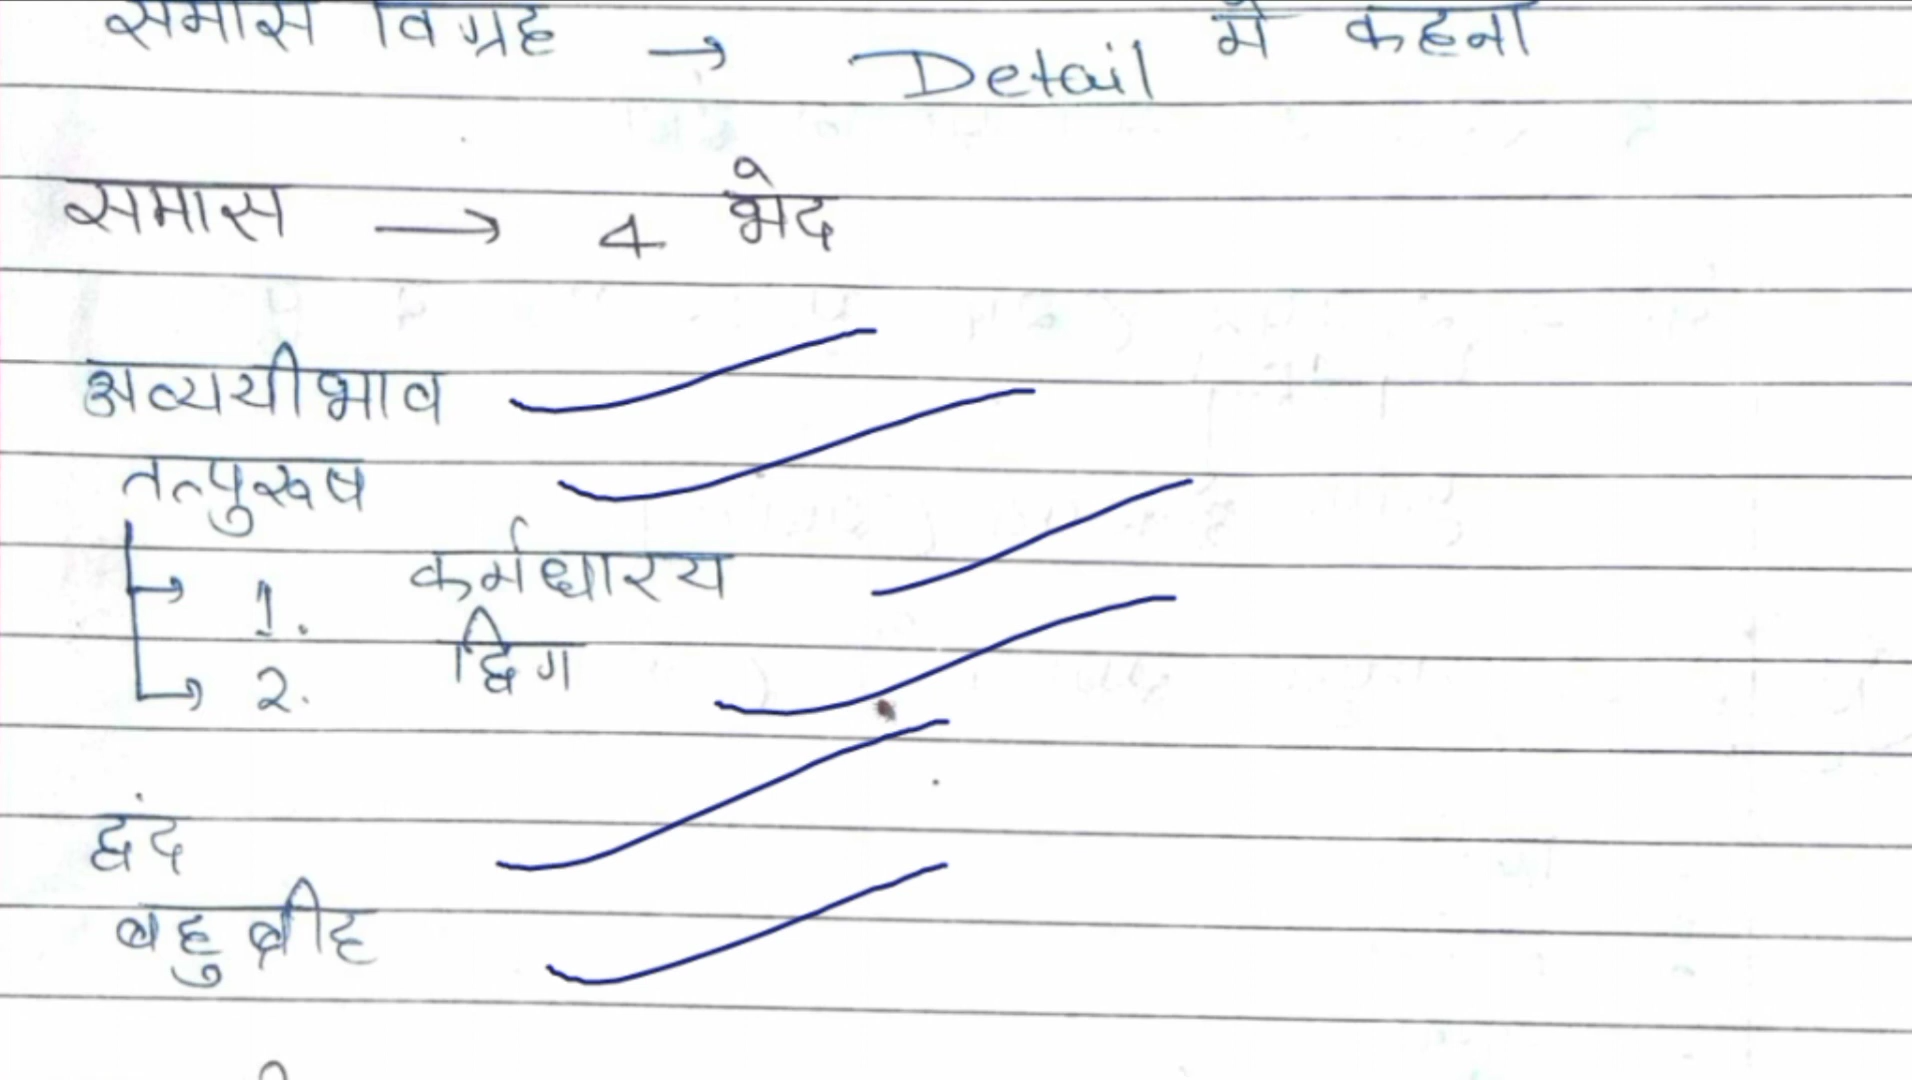 समास विग्रह → Detail में कहना
समास → 4 भेद
अव्ययीभाव
तत्पुरूष
→ 1. कर्मधारय
→ 2. द्विग
द्वंद
बहुब्रीह